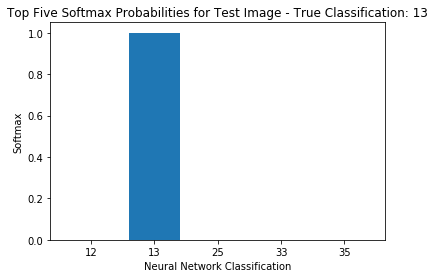 Top Five Softmax Probabilities for Test Image - True Classification: 13
1.0
0.8
0.6
0.4
0.2
0.0
Softmax
12 13 25 33 35
Neural Network Classification